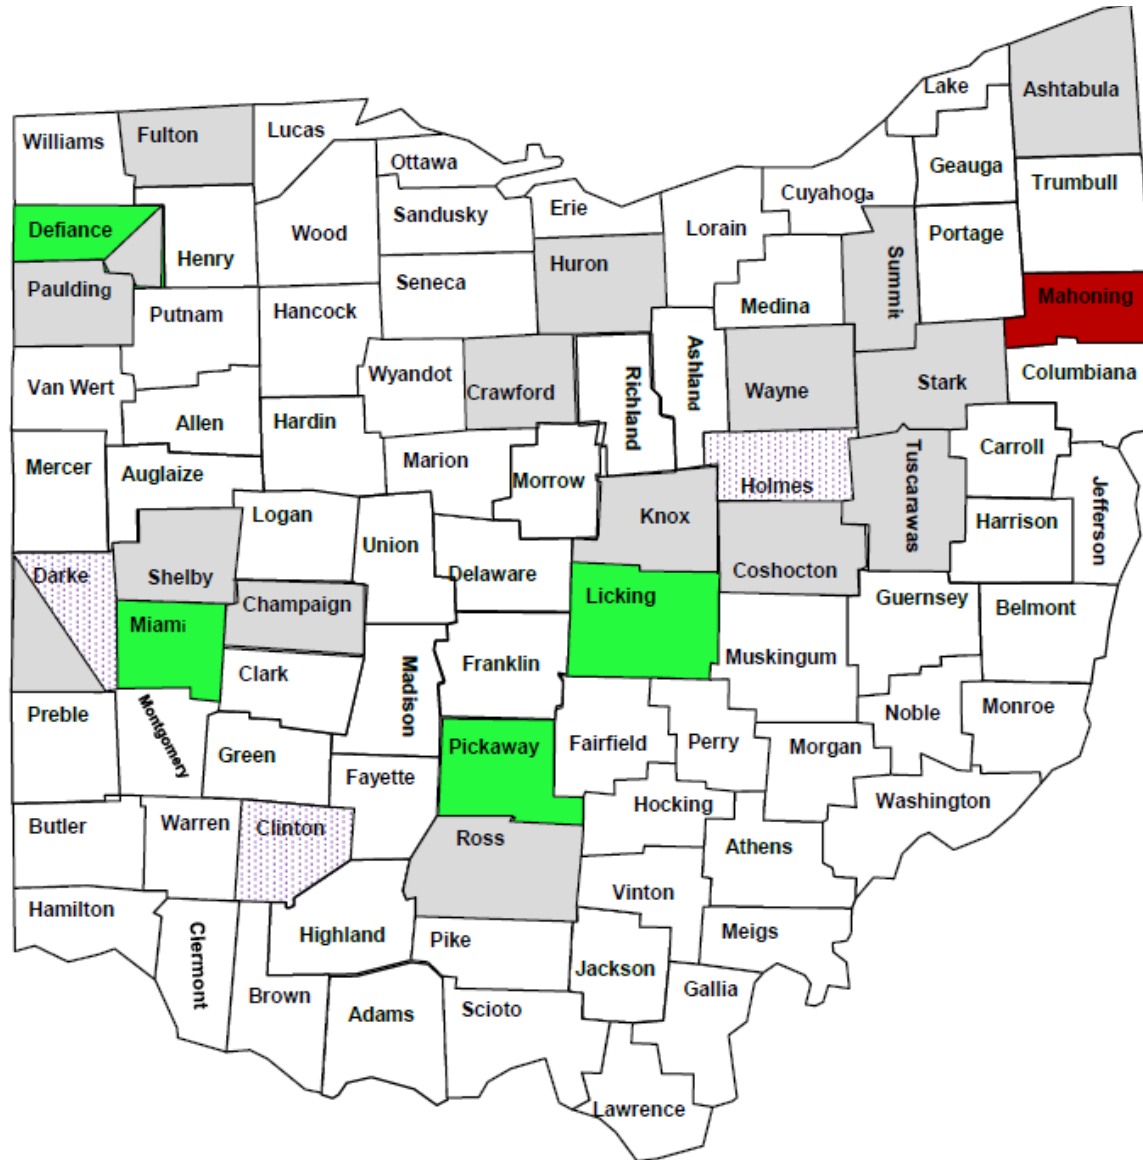 Lake
Ashtabula
Williams
Fulton
Lucas
Ottawa
Geauga
Trumbull
Cuyahoga
Defiance
Henry
Wood
Sandusky
Erie
Lorain
Portage
Paulding
Seneca
Huron
Medina
Summit
Mahoning
Putnam
Hancock
Van Wert
Allen
Wyandot
Crawford
Richland
Ashland
Wayne
Stark
Columbiana
Hardin
Mercer
Auglaize
Marion
Morrow
Holmes
Tuscarawas
Carroll
Jefferson
Logan
Union
Knox
Harrison
Darke
Shelby
Delaware
Coshocton
Champaign
Licking
Guernsey
Belmont
Miami
Clark
Madison
Franklin
Muskingum
Preble
Montgomery
Green
Pickaway
Fairfield
Perry
Morgan
Noble
Monroe
Fayette
Hocking
Washington
Butler
Warren
Clinton
Ross
Athens
Vinton
Hamilton
Clermont
Highland
Pike
Jackson
Meigs
Brown
Adams
Scioto
Gallia
Lawrence